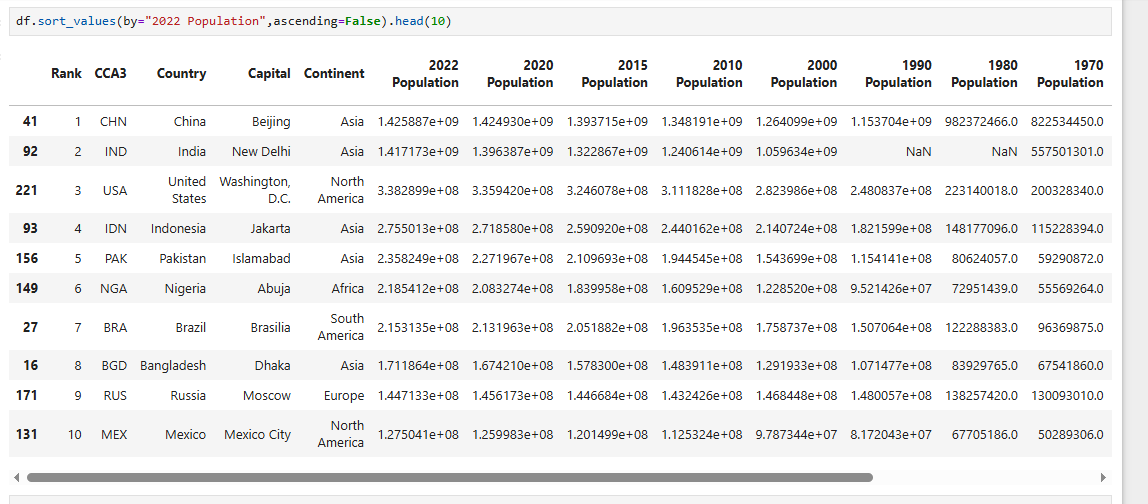 df.sort_values(by="2022 Population",ascending=False).head(10)
Rank CCA3 Country Capital Continent 2022 Population 2020 Population 2015 Population 2010 Population 2000 Population 1990 Population 1980 Population 1970 Population
41 1 CHN China Beijing Asia 1.425887e+09 1.424930e+09 1.393715e+09 1.348191e+09 1.264099e+09 1.153704e+09 982372466.0 822534450.0
92 2 IND India New Delhi Asia 1.417173e+09 1.396387e+09 1.322867e+09 1.240614e+09 1.059634e+09 NaN NaN 557501301.0
221 3 USA United States Washington, D.C. North America 3.382899e+08 3.359420e+08 3.246078e+08 3.111828e+08 2.823986e+08 2.480837e+08 223140018.0 200328340.0
93 4 IDN Indonesia Jakarta Asia 2.755013e+08 2.718580e+08 2.590920e+08 2.440162e+08 2.140724e+08 1.821599e+08 148177096.0 115228394.0
156 5 PAK Pakistan Islamabad Asia 2.358249e+08 2.271967e+08 2.109693e+08 1.944545e+08 1.543699e+08 1.154141e+08 80624057.0 59290872.0
149 6 NGA Nigeria Abuja Africa 2.185412e+08 2.083274e+08 1.839958e+08 1.609529e+08 1.228520e+08 9.521426e+07 72951439.0 55569264.0
27 7 BRA Brazil Brasilia South America 2.153135e+08 2.131963e+08 2.051882e+08 1.963535e+08 1.758737e+08 1.507064e+08 122288383.0 96369875.0
16 8 BGD Bangladesh Dhaka Asia 1.711864e+08 1.674210e+08 1.578300e+08 1.483911e+08 1.291933e+08 1.071477e+08 83929765.0 67541860.0
171 9 RUS Russia Moscow Europe 1.447133e+08 1.456173e+08 1.446684e+08 1.432426e+08 1.468448e+08 1.480057e+08 138257420.0 130093010.0
131 10 MEX Mexico Mexico City North America 1.275041e+08 1.259983e+08 1.201499e+08 1.125324e+08 9.787344e+07 8.172043e+07 67705186.0 50289306.0